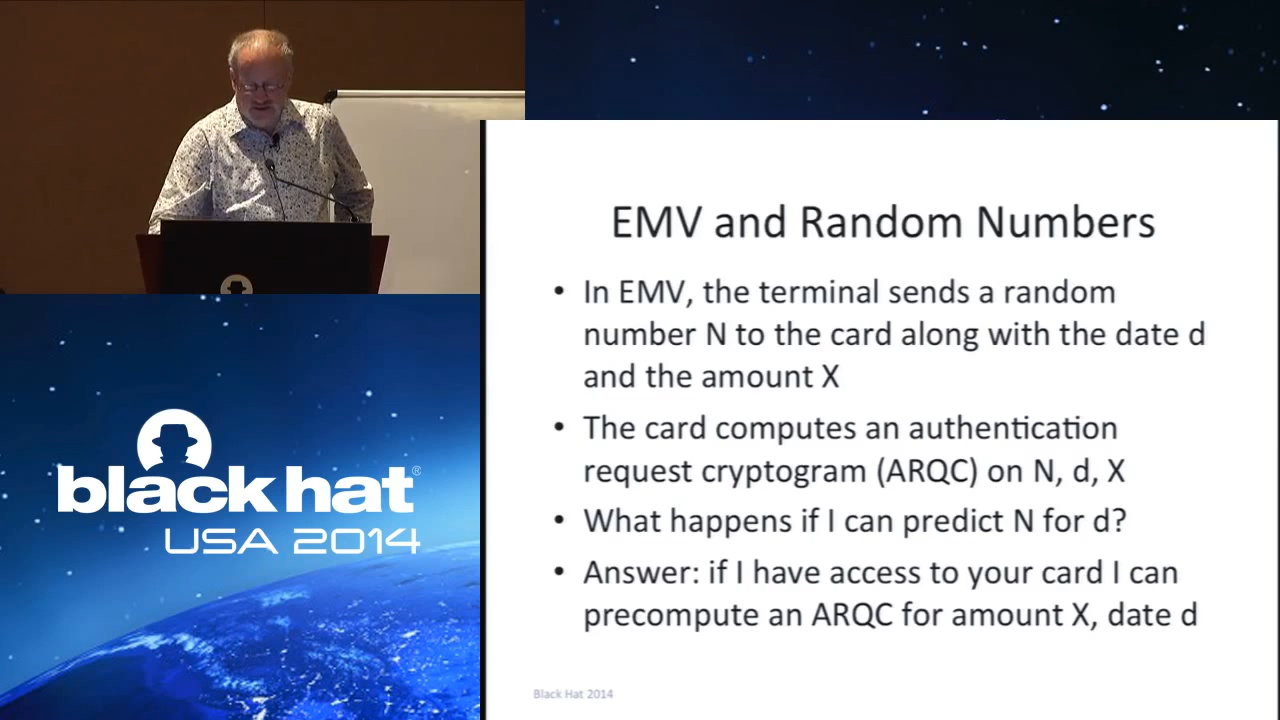 EMV and Random Numbers
• In EMV, the terminal sends a random
number N to the card along with the date d
and the amount X
• The card computes an authentication
request cryptogram (ARQC) on N, d, X
• What happens if I can predict N for d?
• Answer: if I have access to your card I can
precompute an ARQC for amount X, date d
Black Hat 2014
black hat®
USA 2014